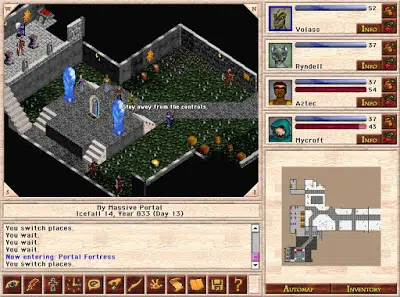 W
N
52
Volass
INFO
37
Ryndell
INFO
37
54
Aztec
INFO
37
43
Mycroft
INFO
Stay away from the controls.
S
E
By Massive Portal
Icefall 14, Year 833 (Day 13)
You switch places.
You wait.
You wait.
You wait.
Now entering: Portal Fortress
You switch places.
AUTOMAP
INVENTORY